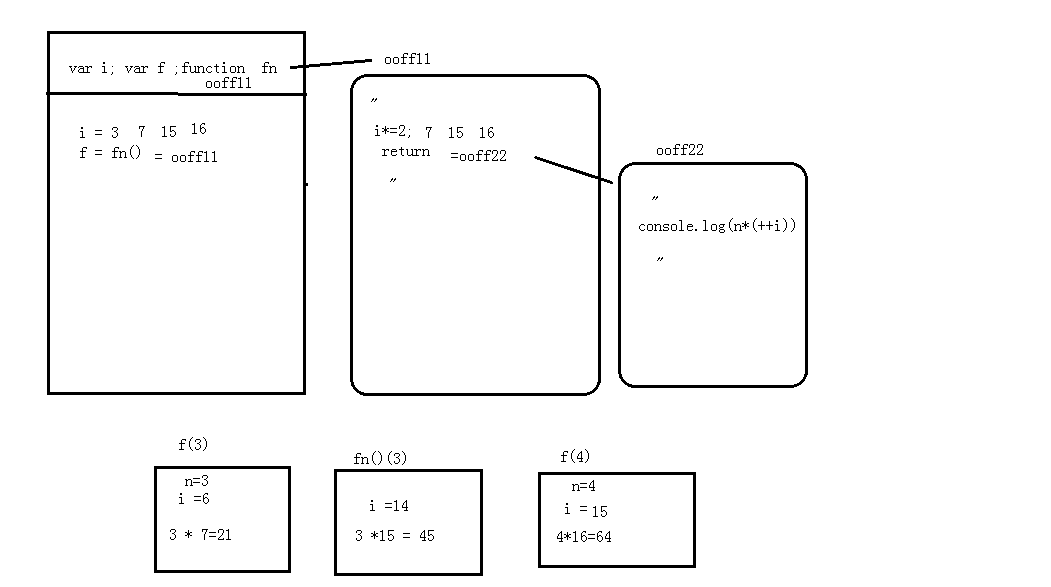 var i; var f ;function fn
ooff11
i = 3 7 15 16
f = fn() = ooff11
ooff11
"
i*=2; 7 15 16
return =ooff22
"
ooff22
"
console.log(n*(++i))
"
f(3)
n=3
i =6
3 * 7=21
fn()(3)
i =14
3 *15 = 45
f(4)
n=4
i = 15
4*16=64